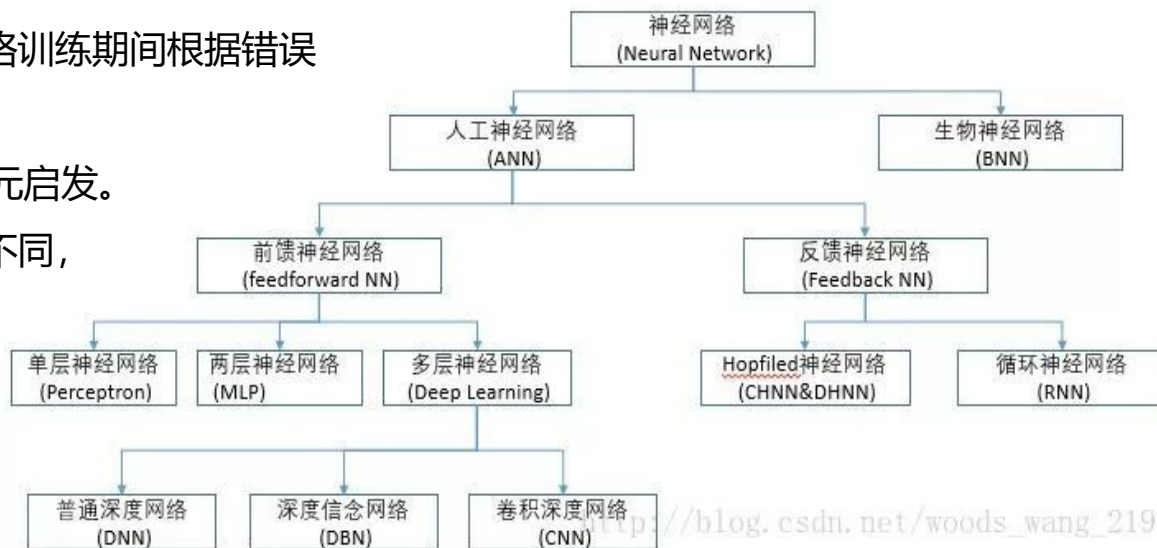 络训练期间根据错误
元启发。
不同，
神经网络
(Neural Network)
人工神经网络
(ANN)
生物神经网络
(BNN)
前馈神经网络
(feedforward NN)
反馈神经网络
(Feedback NN)
单层神经网络
(Perceptron)
两层神经网络
(MLP)
多层神经网络
(Deep Learning)
Hopfiled神经网络
(CHNN&DHNN)
循环神经网络
(RNN)
普通深度网络
(DNN)
深度信念网络
(DBN)
卷积深度网络
(CNN)
http://blog.csdn.net/woods_wang_219